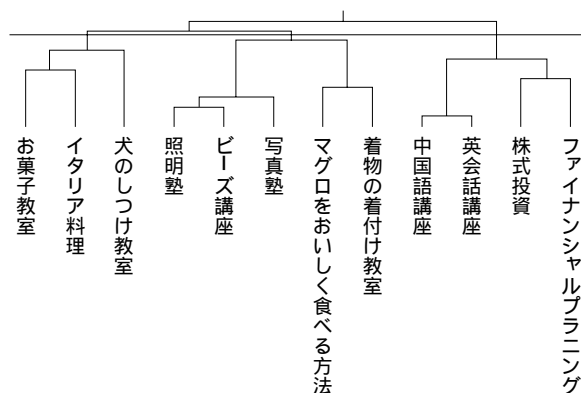 お菓子教室
イタリア料理
犬のしつけ教室
照明塾
ビーズ講座
写真塾
マグロをおいしく食べる方法
着物の着付け教室
中国語講座
英会話講座
株式投資
ファイナンシャルプラニング